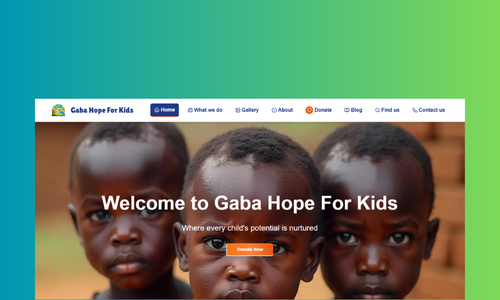 Gaba Hope For Kids Home What we do Gallery About Donate Blog Find us Contact us
Welcome to Gaba Hope For Kids
Where every child's potential is nurtured
Donate Now